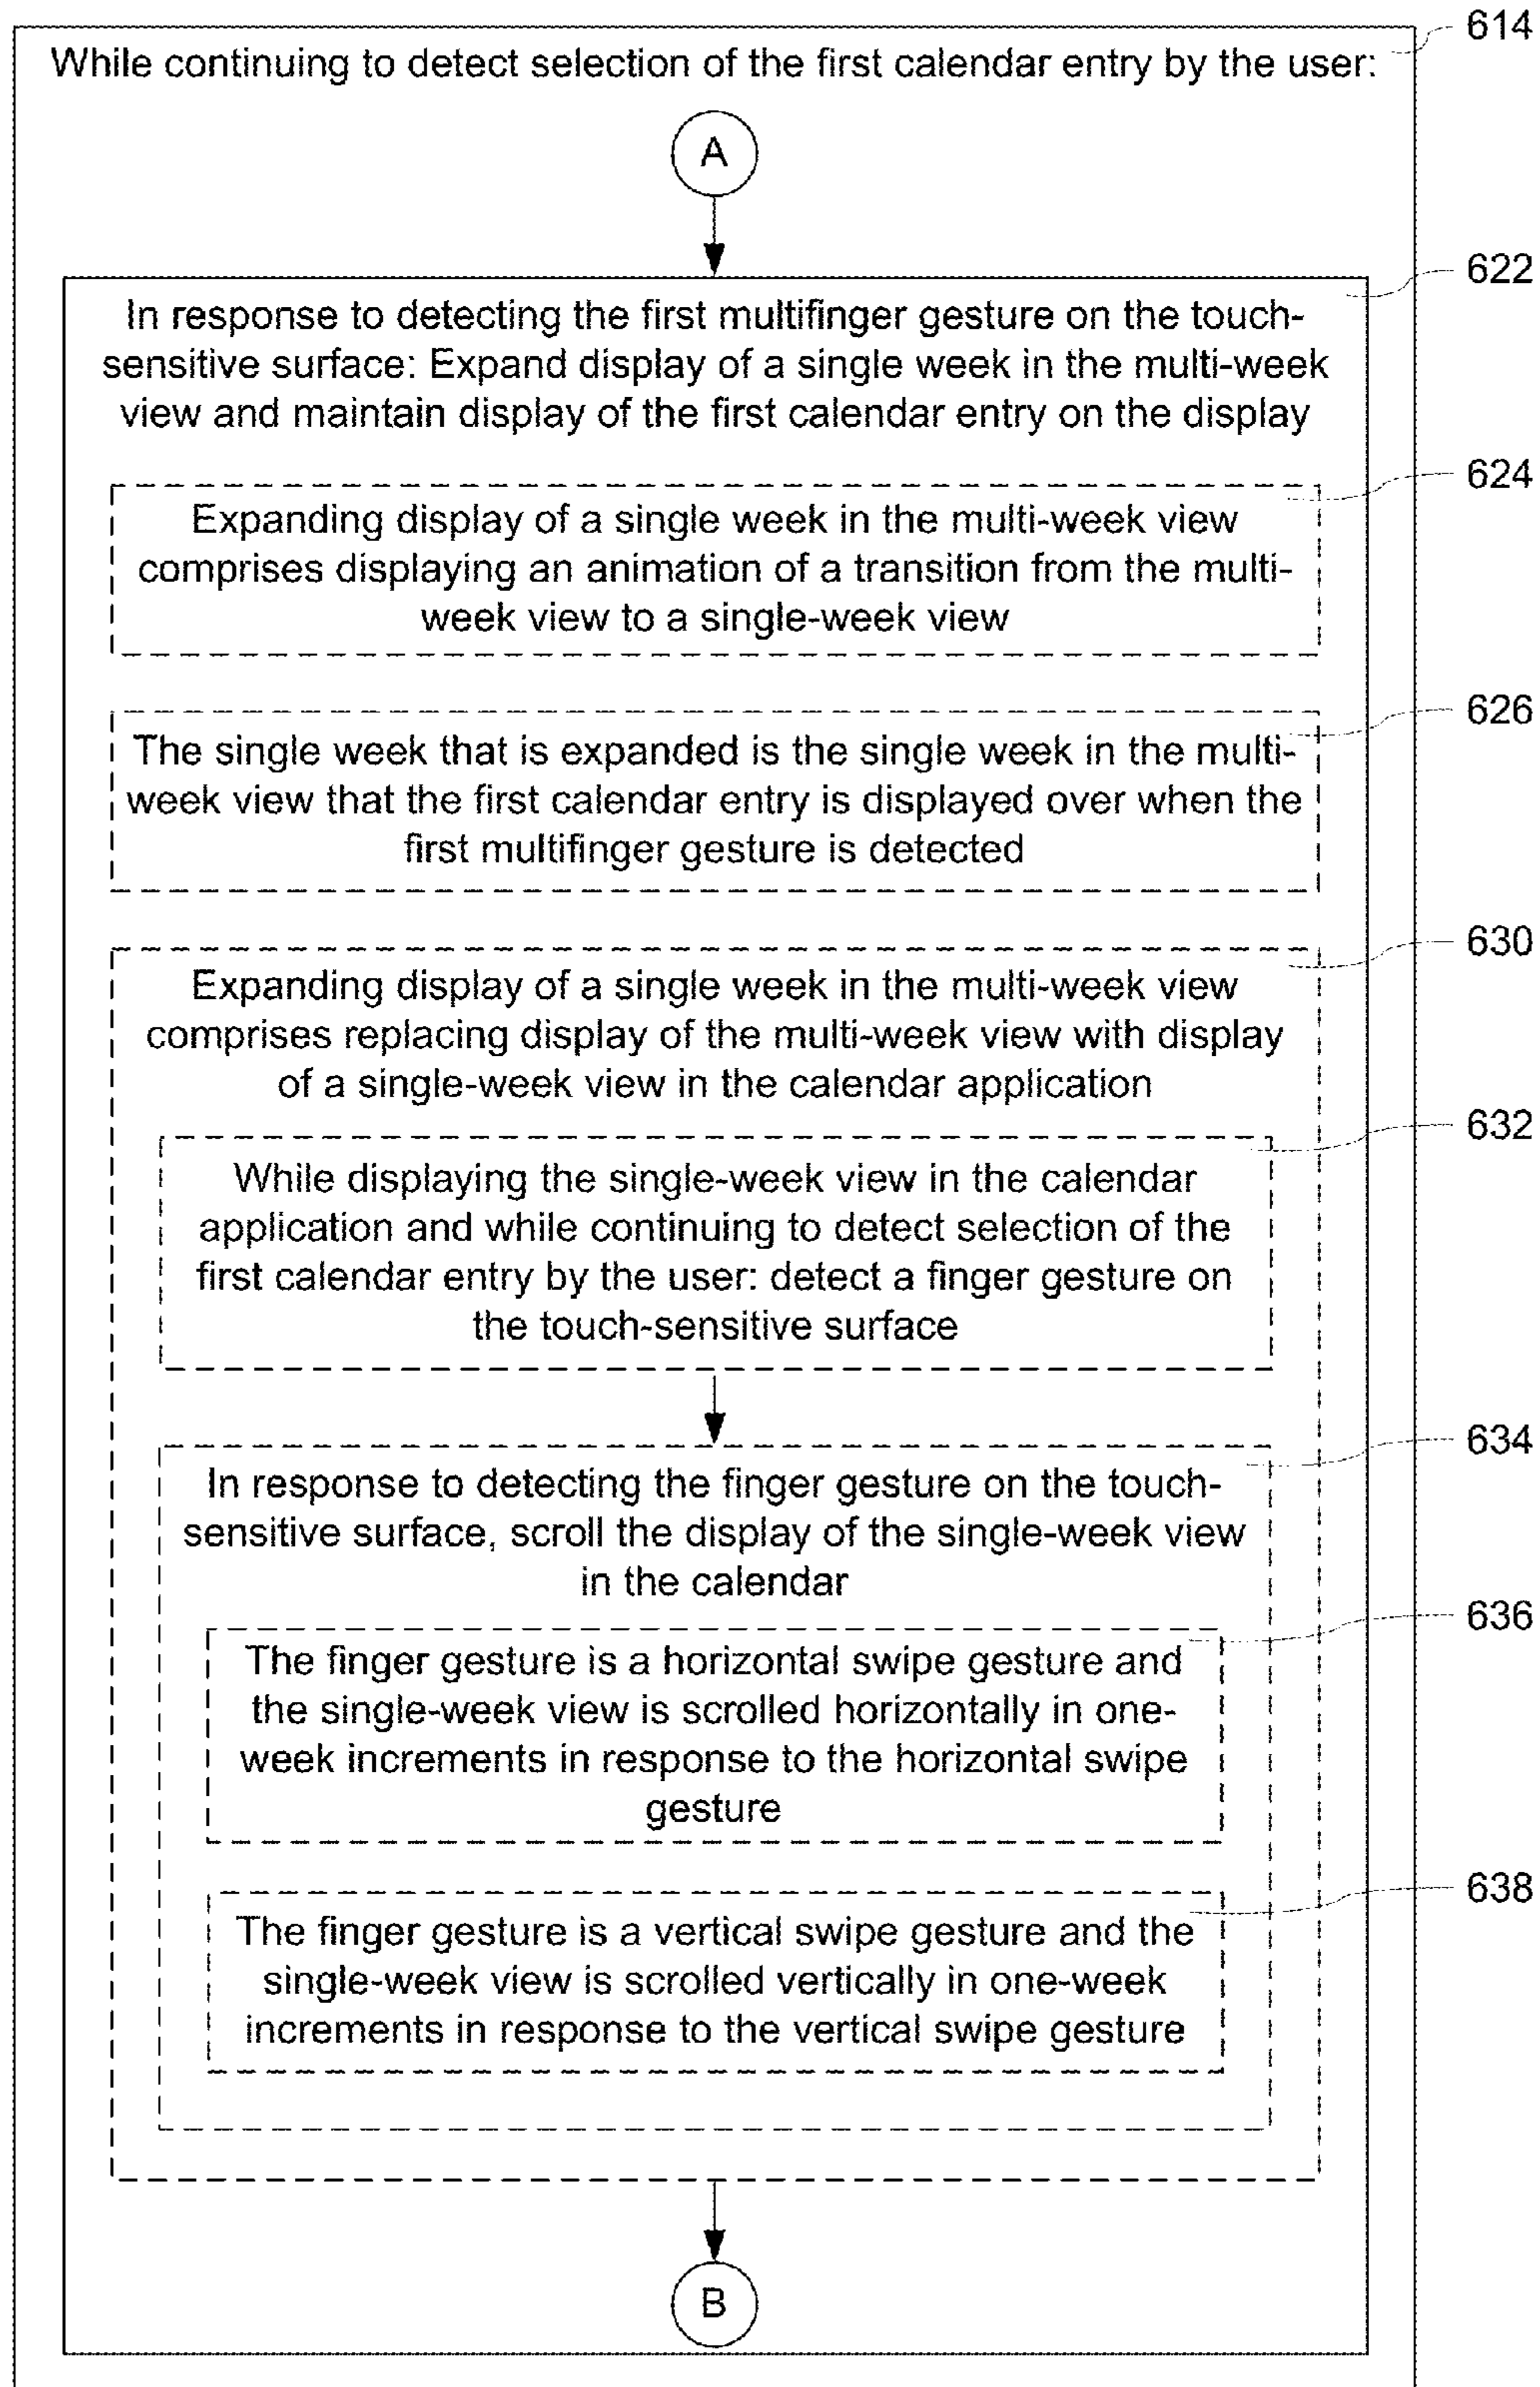 614
While continuing to detect selection of the first calendar entry by the user:
A
622
In response to detecting the first multifinger gesture on the touch-
sensitive surface: Expand display of a single week in the multi-week
view and maintain display of the first calendar entry on the display
624
Expanding display of a single week in the multi-week view
comprises displaying an animation of a transition from the multi-
week view to a single-week view
626
The single week that is expanded is the single week in the multi-
week view that the first calendar entry is displayed over when the
first multifinger gesture is detected
630
Expanding display of a single week in the multi-week view
comprises replacing display of the multi-week view with display
of a single-week view in the calendar application
632
While displaying the single-week view in the calendar
application and while continuing to detect selection of the
first calendar entry by the user: detect a finger gesture on
the touch-sensitive surface
634
In response to detecting the finger gesture on the touch-
sensitive surface, scroll the display of the single-week view
in the calendar
636
The finger gesture is a horizontal swipe gesture and
the single-week view is scrolled horizontally in one-
week increments in response to the horizontal swipe
gesture
638
The finger gesture is a vertical swipe gesture and the
single-week view is scrolled vertically in one-week
increments in response to the vertical swipe gesture
B